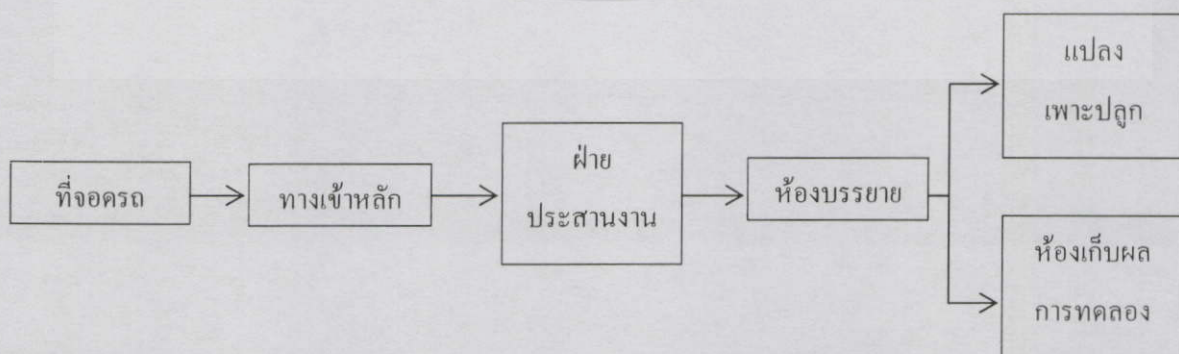 ที่จอดรถ
ทางเข้าหลัก
ฝ่าย
ประสานงาน
ห้องบรรยาย
แปลง
เพาะปลูก
ห้องเก็บผล
การทดลอง